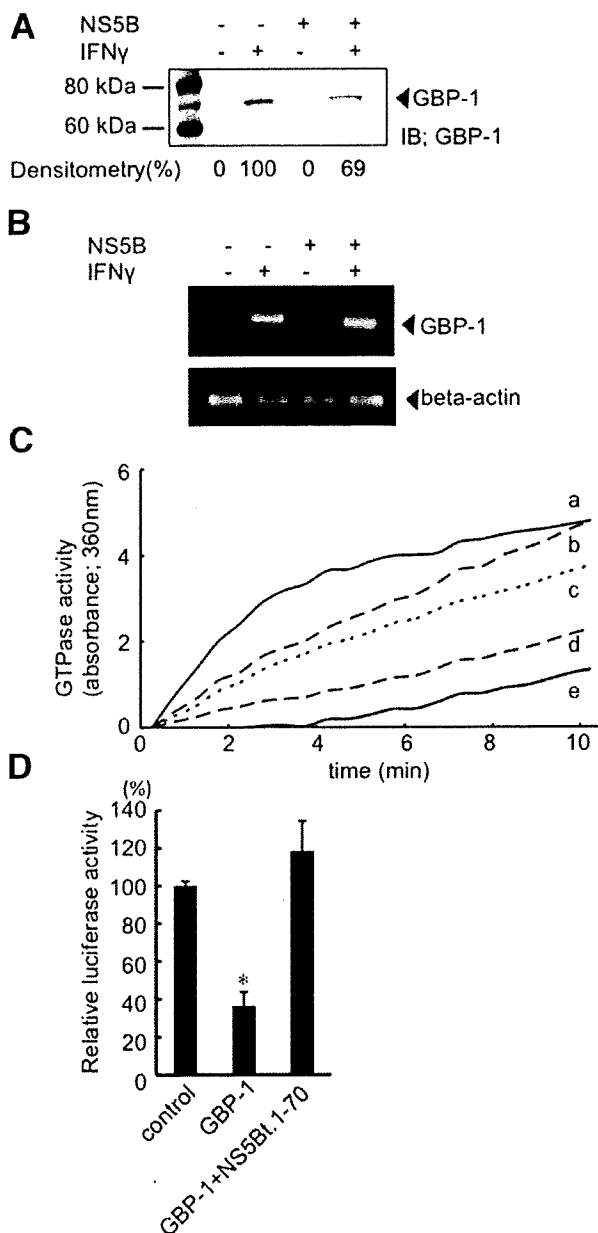 A
NS5B - - + +
IFNγ - + - +
80 kDa
60 kDa
GBP-1
IB; GBP-1
Densitometry(%) 0 100 0 69
B
NS5B - - + +
IFNγ - + - +
GBP-1
beta-actin
C
GTPase activity
(absorbance; 360nm)
6
4
2
0
a
b
c
d
e
0 2 4 6 8 10
time (min)
D
(%)
Relative luciferase activity
140
120
100
80
60
40
20
0
*
control
GBP-1
GBP-1+NS5Bt.1-70